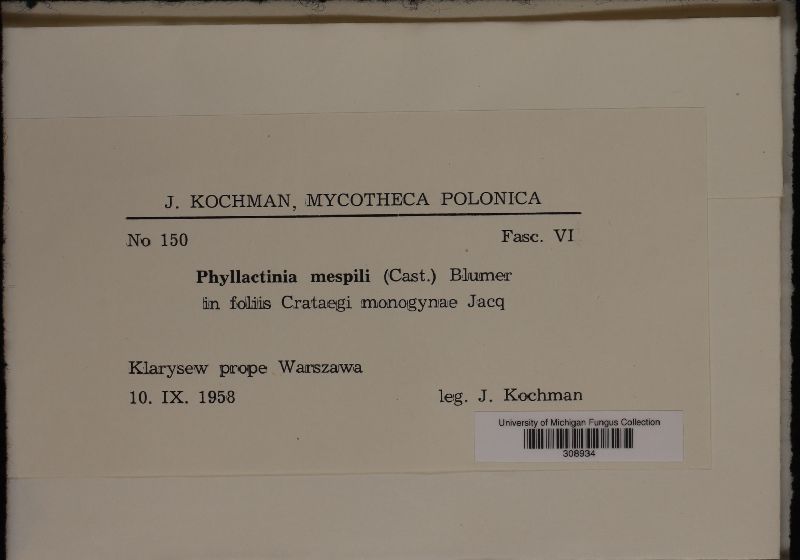 J. KOCHMAN, MYCOTHECA POLONICA
No 150 Fasc. VI
Phyllactinia mespili (Cast.) Blumer
in foliis Crataegi monogynae Jacq
Klarysew prope Warszawa
10. IX. 1958 leg. J. Kochman
University of Michigan Fungus Collection
308934